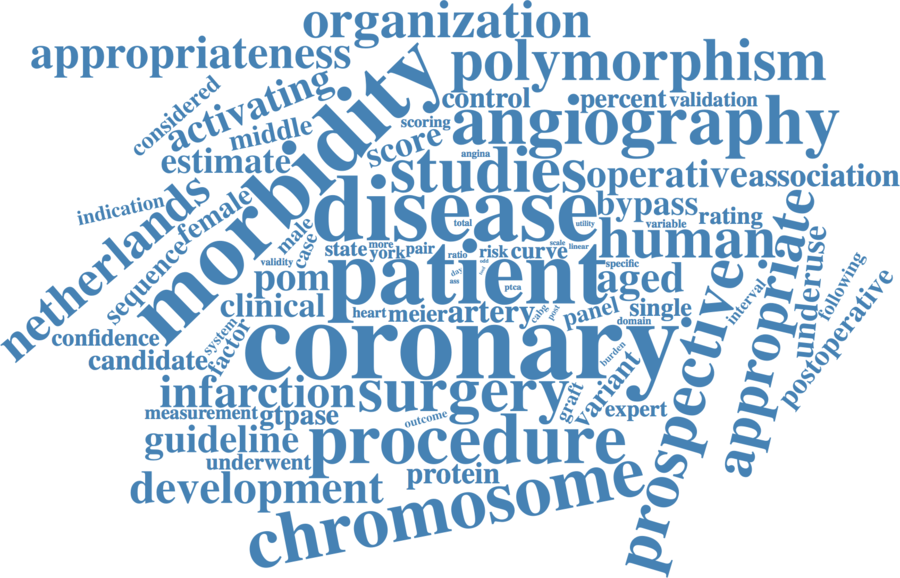 organization
appropriateness
polymorphism
considered
activating
morbidity
control
percent
validation
middle
scoring
angiography
score
estimate
angina
studies
operative
association
netherlands
indication
female
disease
bypass
rating
sequence
male
case
total
utility
variable
human
appropriate
state
more
york
pair
ratio
risk
curve
scale
linear
underuse
following
validity
pom
patient
day
specific
aged
ass
ptca
clinical
heart
meier
artery
cabg
post
panel
single
domain
interval
prospective
postoperative
confidence
system
factor
candidate
coronary
burden
infarction
surgery
graft
variant
expert
measurement
gtpase
outcome
guideline
procedure
underwent
protein
development
chromosome